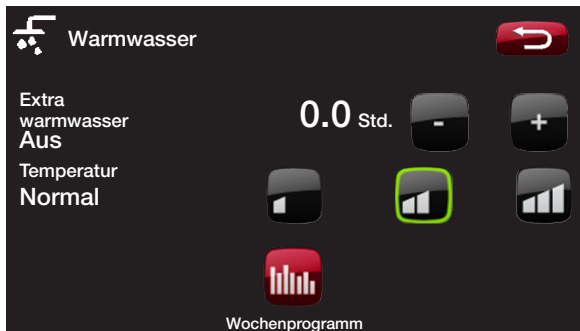 Warmwasser
Extra
warmwasser
Aus
0.0 Std.
-
+
Temperatur
Normal
Wochenprogramm